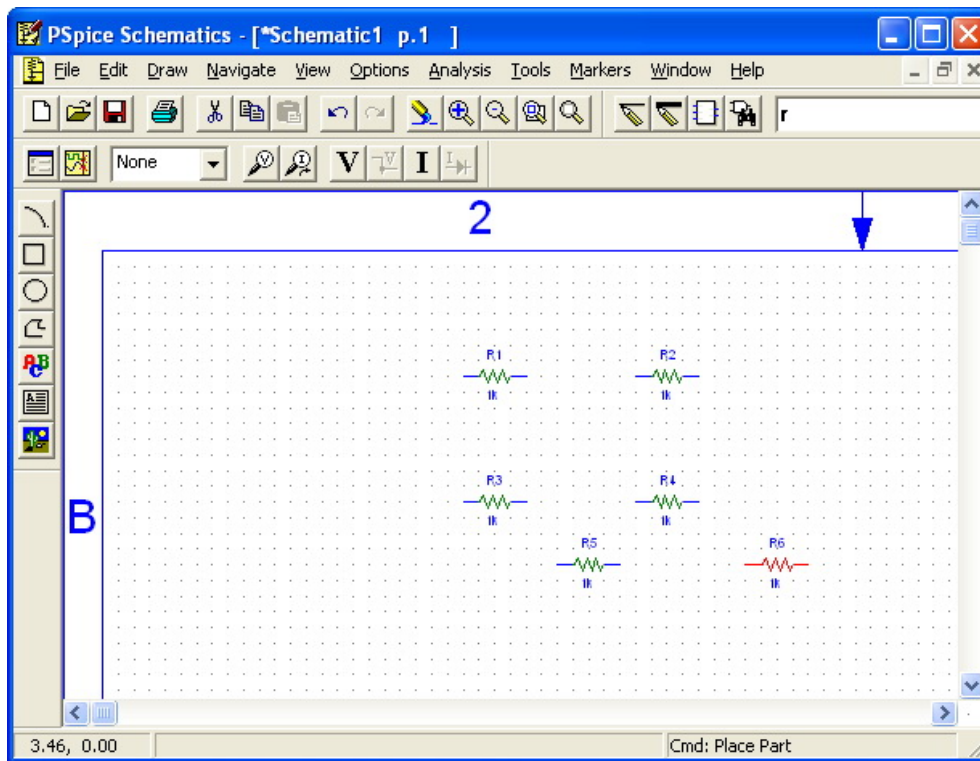 PSpice Schematics - [*Schematic1 p.1 ]
File Edit Draw Navigate View Options Analysis Tools Markers Window Help
r
None
V V I
2
R1 R2
1k 1k
R3 R4
1k 1k
B
R5 R6
1k 1k
3.46, 0.00 Cmd: Place Part